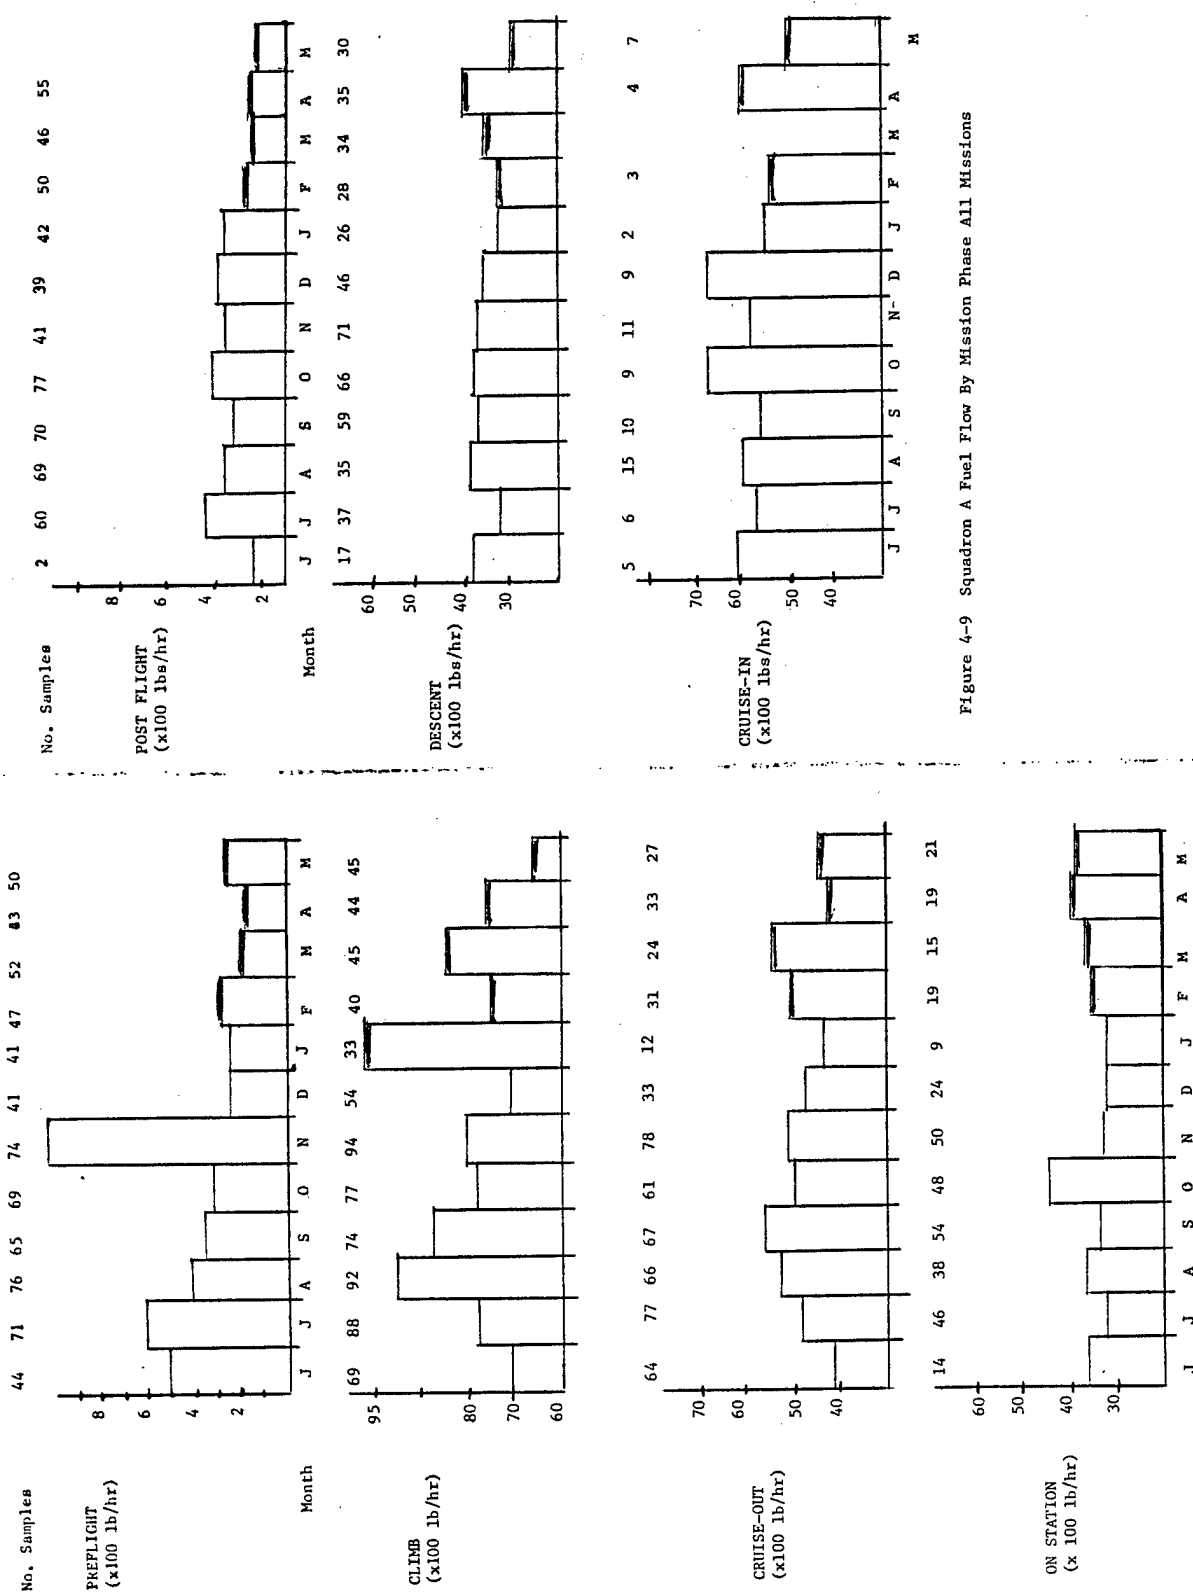 No. Samples
44 71 76 65 69 74 41 41 47 52 43 50
PREFLIGHT
(x100 lb/hr)
8
6
4
2
Month
J J A S O N D J F M A M
69 88 92 74 77 94 54 33 40 45 44 45
CLIMB
(x100 lb/hr)
95
80
70
60
64 77 66 67 61 78 33 12 31 24 33 27
CRUISE-OUT
(x100 lb/hr)
70
60
50
40
14 46 38 54 48 50 24 9 19 15 19 21
ON STATION
(x 100 lb/hr)
60
50
40
30
J J A S O N D J F M A M
No. Samples
2 60 69 70 77 41 39 42 50 46 55
POST FLIGHT
(x100 lbs/hr)
8
6
4
2
Month
J J A S O N D J F M A M
17 37 35 59 66 71 46 26 28 34 35 30
DESCENT
(x100 lbs/hr)
60
50
40
30
5 6 15 10 9 11 9 2 3 4 7
CRUISE-IN
(x100 lbs/hr)
70
60
50
40
J J A S O N- D J F M A M
Figure 4-9 Squadron A Fuel Flow By Mission Phase All Missions